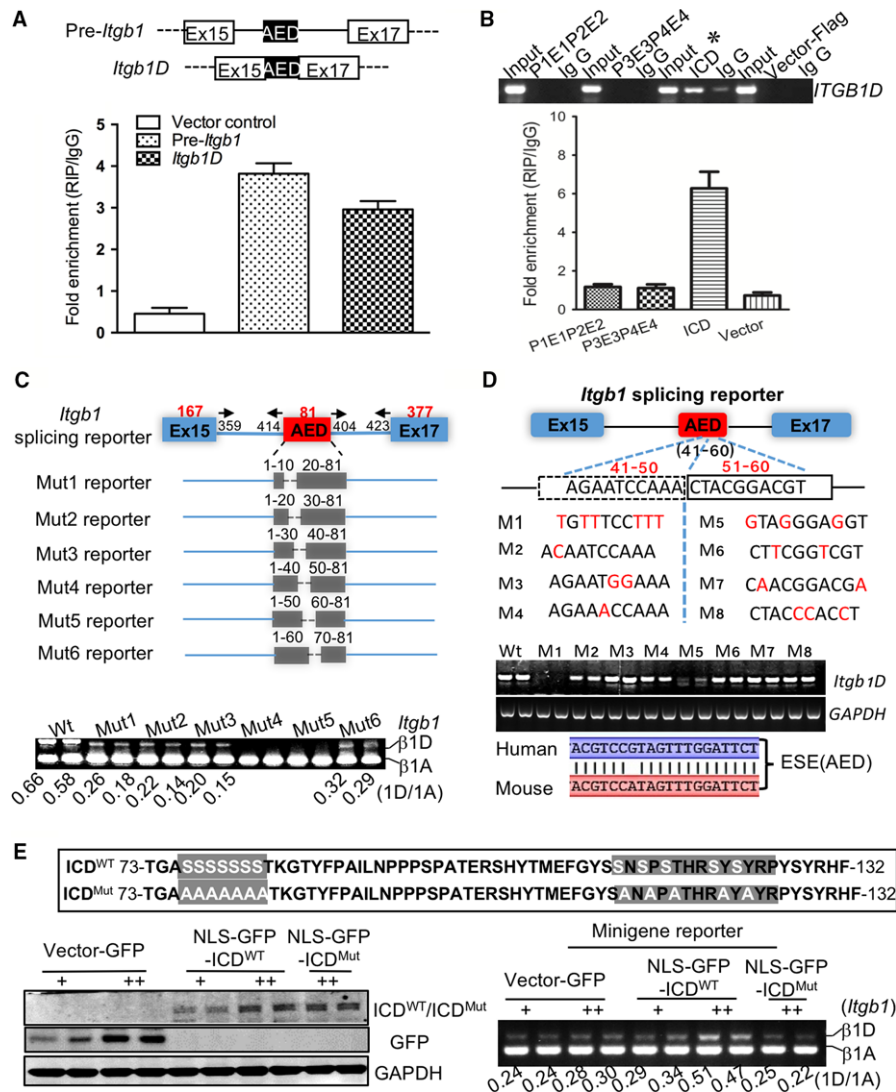 A
Pre-Itgb1
Ex15
AED
Ex17
Itgb1D
Ex15
AED
Ex17
Vector control
Pre-Itgb1
Itgb1D
Fold enrichment (RIP/IgG)
5
4
3
2
1
0
B
Input
P1E1P2E2
Ig G
Input
P3E3P4E4
Ig G
Input
ICD
*
Ig G
Input
Vector-Flag
Ig G
ITGB1D
Fold enrichment (RIP/IgG)
10
8
6
4
2
0
P1E1P2E2
P3E3P4E4
ICD
Vector
C
Itgb1
splicing reporter
167
81
377
Ex15
359
414
AED
404
423
Ex17
1-10 20-81
Mut1 reporter
1-20 30-81
Mut2 reporter
1-30 40-81
Mut3 reporter
1-40 50-81
Mut4 reporter
1-50 60-81
Mut5 reporter
1-60 70-81
Mut6 reporter
Wt Mut1 Mut2 Mut3 Mut4 Mut5 Mut6 Itgb1
β1D
β1A
0.66 0.58 0.26 0.18 0.22 0.14 0.20 0.15 0.32 0.29 (1D/1A)
D
Itgb1 splicing reporter
Ex15
AED
Ex17
(41-60)
41-50 51-60
AGAATCCAAA CTACGGACGT
M1 TGTTTCCTTT M5 GTAGGGAGGT
M2 ACAATCCAAA M6 CTTCGGTCGT
M3 AGAATGGAAA M7 CAACGGACGA
M4 AGAAACCAAA M8 CTACCCACCT
Wt M1 M2 M3 M4 M5 M6 M7 M8
Itgb1D
GAPDH
Human ACGTCCGTAGTTTGGATTCT
ESE(AED)
Mouse ACGTCCATAGTTTGGATTCT
E
ICDWT 73-TGASSSSSSSTKGTYFPAILNPPPSPATERSHYTMEFGYSSNSPSTHRSYSYRPYSYRHF-132
ICDMut 73-TGAAAAAAAATKGTYFPAILNPPPSPATERSHYTMEFGYSANAPATHRAYAYRPYSYRHF-132
Vector-GFP
NLS-GFP
-ICDWT
NLS-GFP
-ICDMut
+ ++ + ++ ++
ICDWT/ICDMut
GFP
GAPDH
Minigene reporter
Vector-GFP
NLS-GFP
-ICDWT
NLS-GFP
-ICDMut
+ ++ + ++ ++
(Itgb1)
β1D
β1A
0.24 0.24 0.28 0.30 0.29 0.34 0.51 0.47 0.25 0.22 (1D/1A)